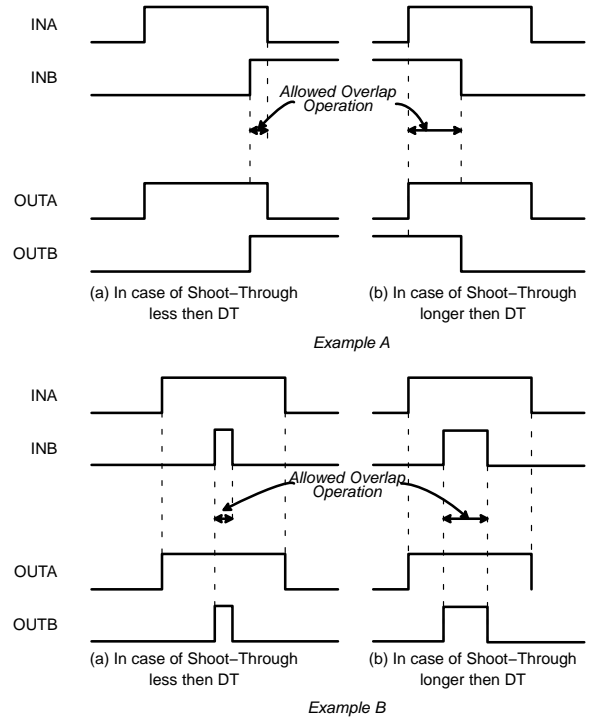 INA
INB
Allowed Overlap
Operation
OUTA
OUTB
(a) In case of Shoot−Through
less then DT
(b) In case of Shoot−Through
longer then DT
Example A
INA
INB
Allowed Overlap
Operation
OUTA
OUTB
(a) In case of Shoot−Through
less then DT
(b) In case of Shoot−Through
longer then DT
Example B